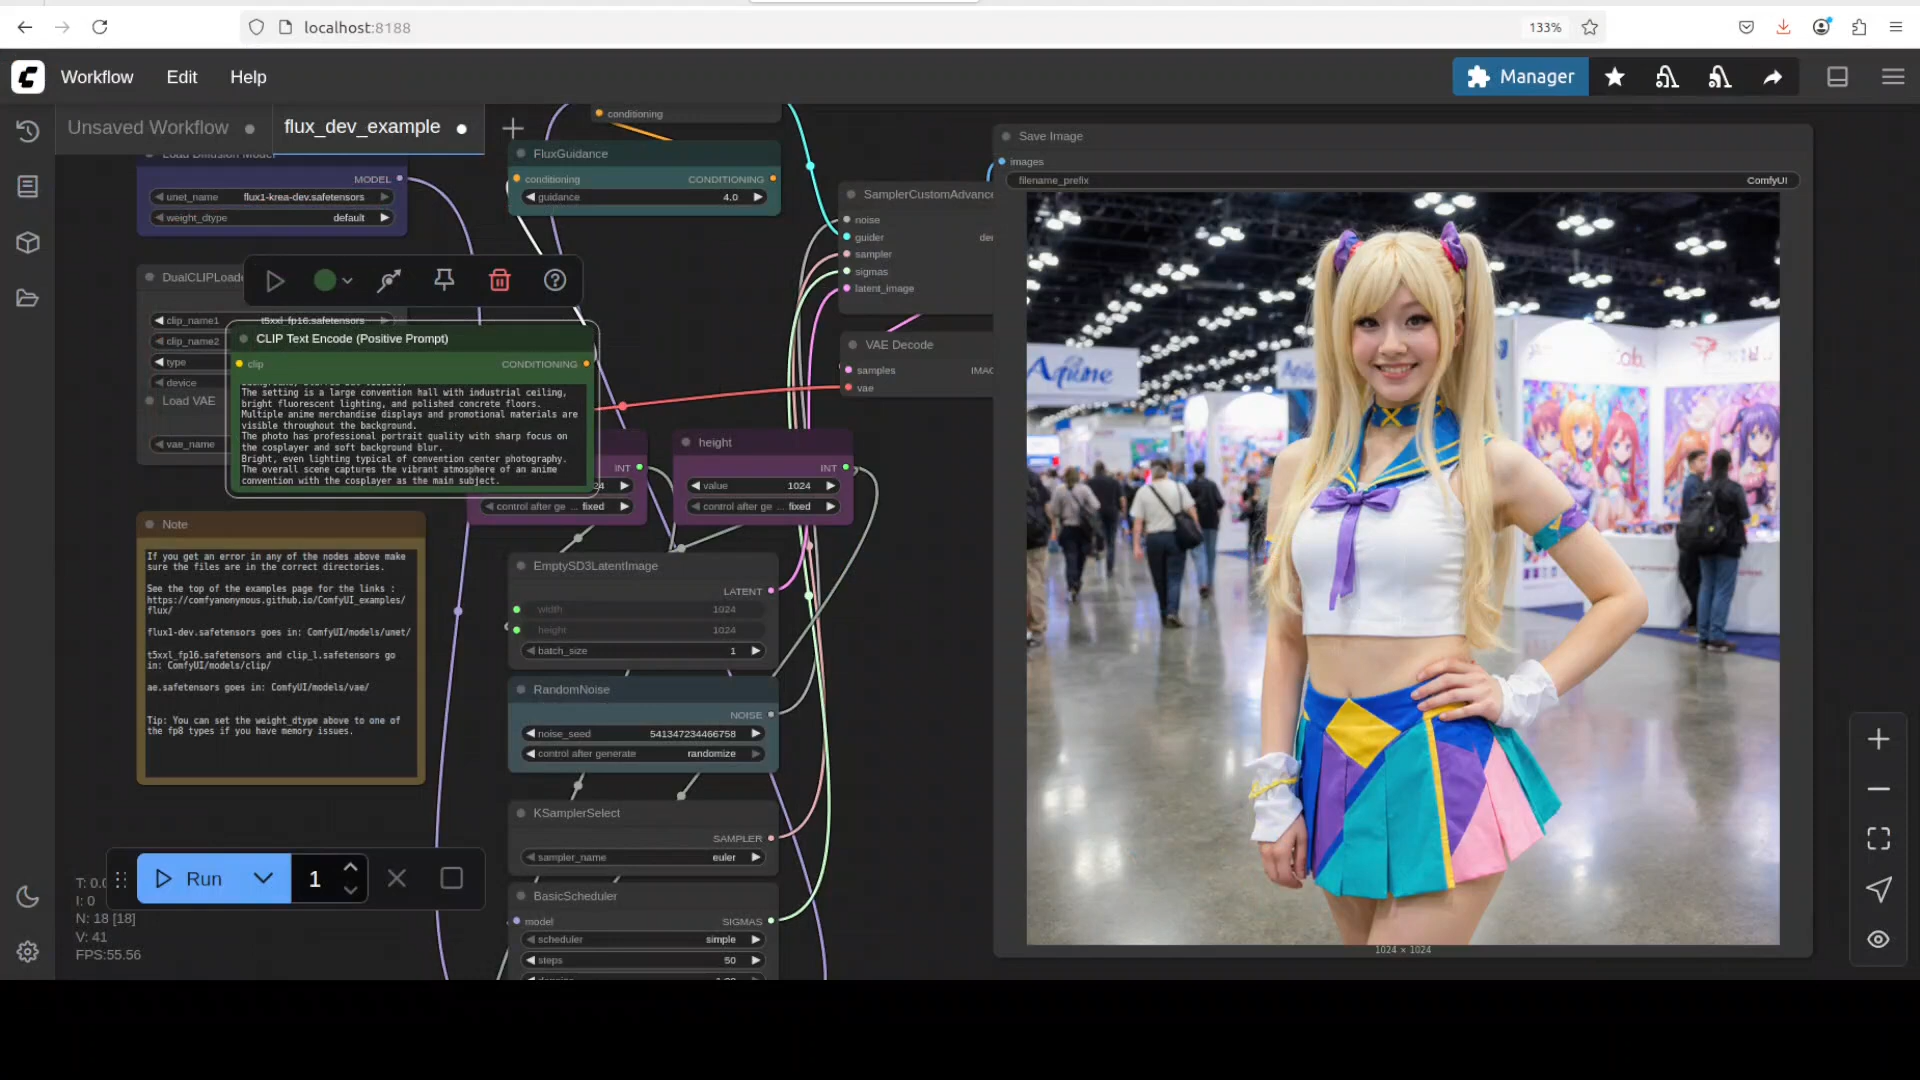 localhost:8188
133%
Workflow
Edit
Help
Manager
Unsaved Workflow
flux_dev_example
conditioning
MODEL
unet_name
flux1-krea-dev.safetensors
weight_dtype
default
FluxGuidance
conditioning
CONDITIONING
guidance
4.0
SamplerCustomAdvance
noise
guider
sampler
sigmas
latent_image
VAE Decode
samples
vae
DualCLIPLoade
clip_name1
t5xxl_fp16.safetensors
clip_name2
type
device
Load VAE
vae_name
CLIP Text Encode (Positive Prompt)
clip
CONDITIONING
The setting is a large convention hall with industrial ceiling,
bright fluorescent lighting, and polished concrete floors.
Multiple anime merchandise displays and promotional materials are
visible throughout the background.
The photo has professional portrait quality with sharp focus on
the cosplayer and soft background blur.
Bright, even lighting typical of convention center photography.
The overall scene captures the vibrant atmosphere of an anime
convention with the cosplayer as the main subject.
INT
control after ge ... fixed
height
INT
value
1024
control after ge ... fixed
Note
If you get an error in any of the nodes above make
sure the files are in the correct directories.
See the top of the examples page for the links :
https://comfyanonymous.github.io/ComfyUI_examples/
flux/
flux1-dev.safetensors goes in: ComfyUI/models/unet/
t5xxl_fp16.safetensors and clip_l.safetensors go
in: ComfyUI/models/clip/
ae.safetensors goes in: ComfyUI/models/vae/
Tip: You can set the weight_dtype above to one of
the fp8 types if you have memory issues.
EmptySD3LatentImage
LATENT
width
1024
height
1024
batch_size
1
RandomNoise
NOISE
noise_seed
541347234466758
control after generate
randomize
KSamplerSelect
SAMPLER
sampler_name
euler
BasicScheduler
model
SIGMAS
scheduler
simple
steps
50
Run
1
I: 0
N: 18 [18]
V: 41
FPS:55.56
Save Image
images
filename_prefix
ComfyUI
1024 × 1024